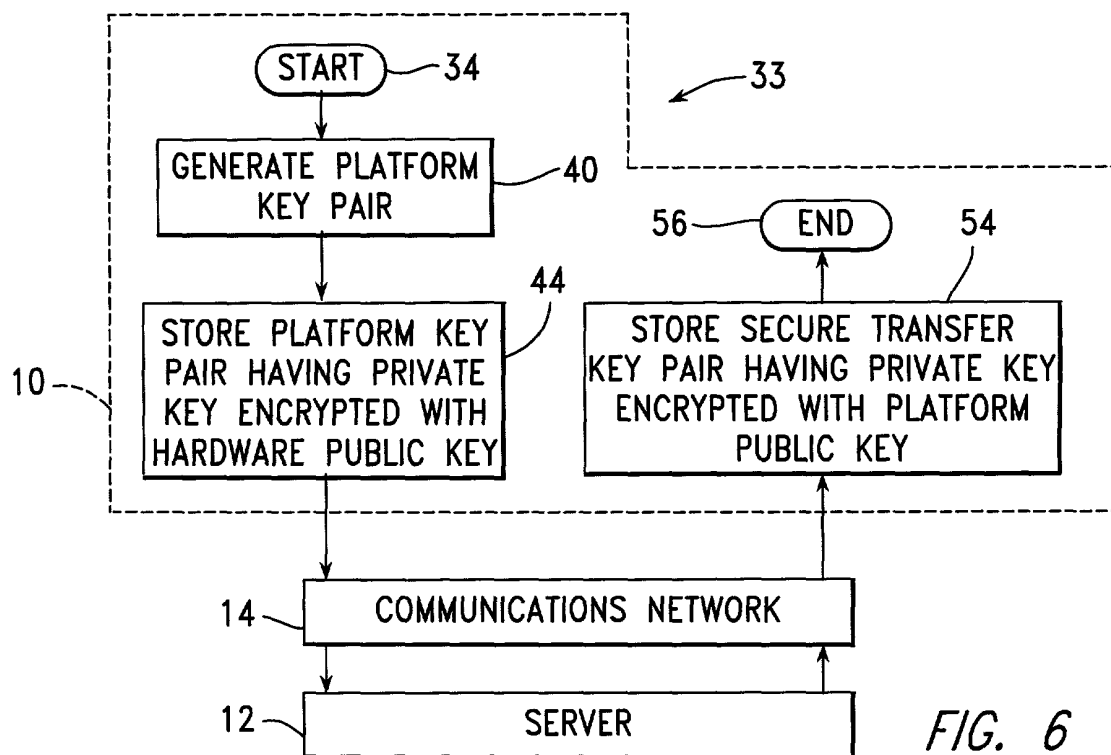 START
34
33
GENERATE PLATFORM
KEY PAIR
40
56
END
54
44
STORE PLATFORM KEY
PAIR HAVING PRIVATE
KEY ENCRYPTED WITH
HARDWARE PUBLIC KEY
STORE SECURE TRANSFER
KEY PAIR HAVING PRIVATE KEY
ENCRYPTED WITH PLATFORM
PUBLIC KEY
10
14
COMMUNICATIONS NETWORK
12
SERVER
FIG. 6